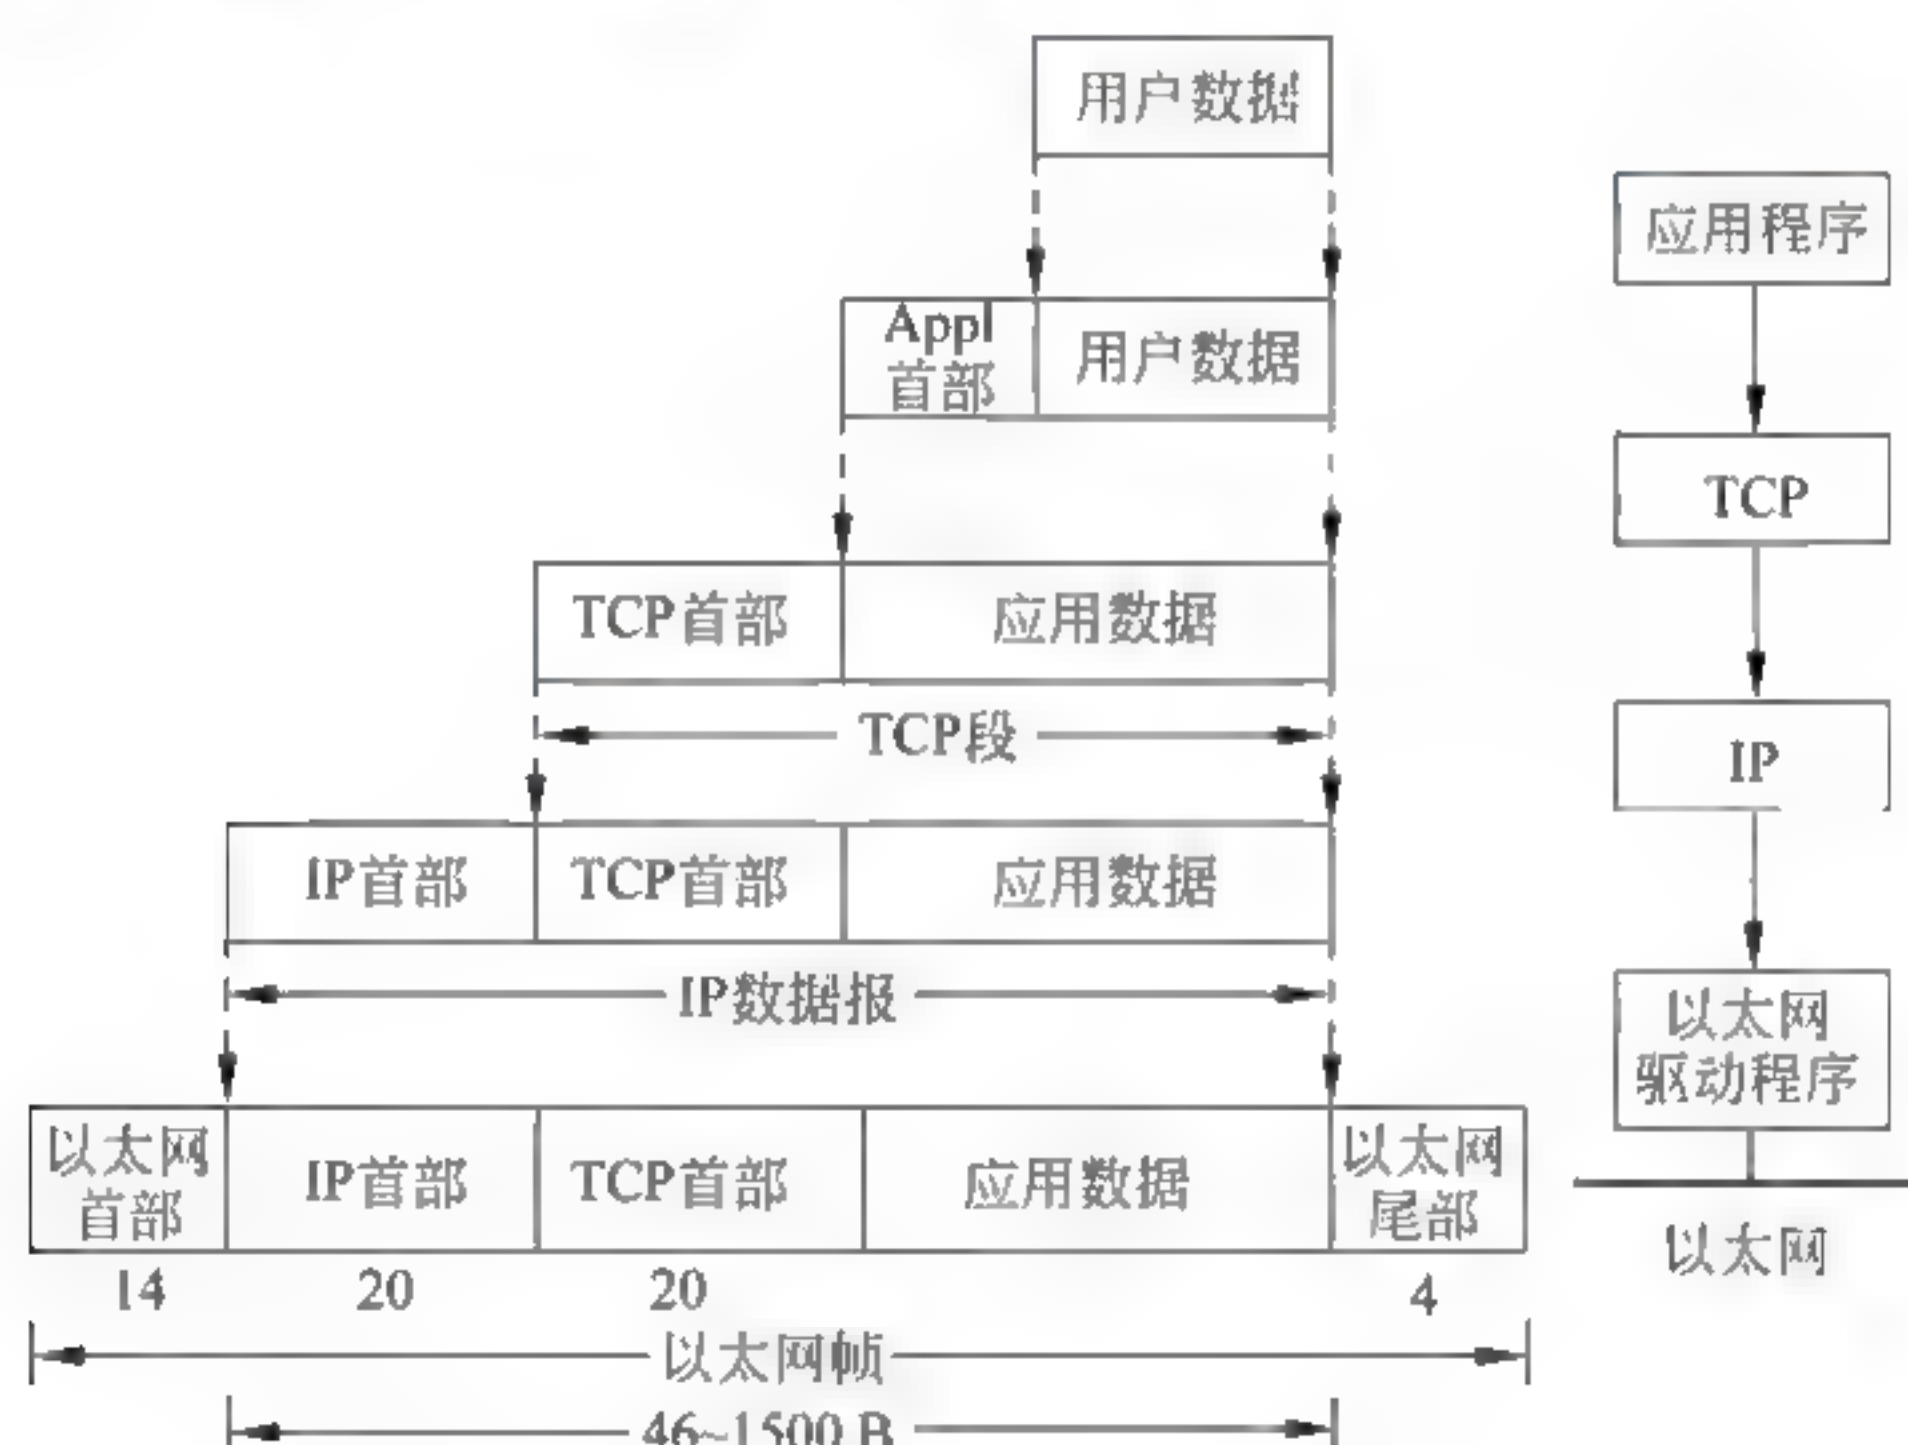 用户数据
应用程序
Appl
首部
用户数据
TCP
TCP首部
应用数据
TCP段
IP
IP首部
TCP首部
应用数据
IP数据报
以太网
驱动程序
以太网
首部
IP首部
TCP首部
应用数据
以太网
尾部
以太网
14
20
20
4
以太网帧
46~1500 B